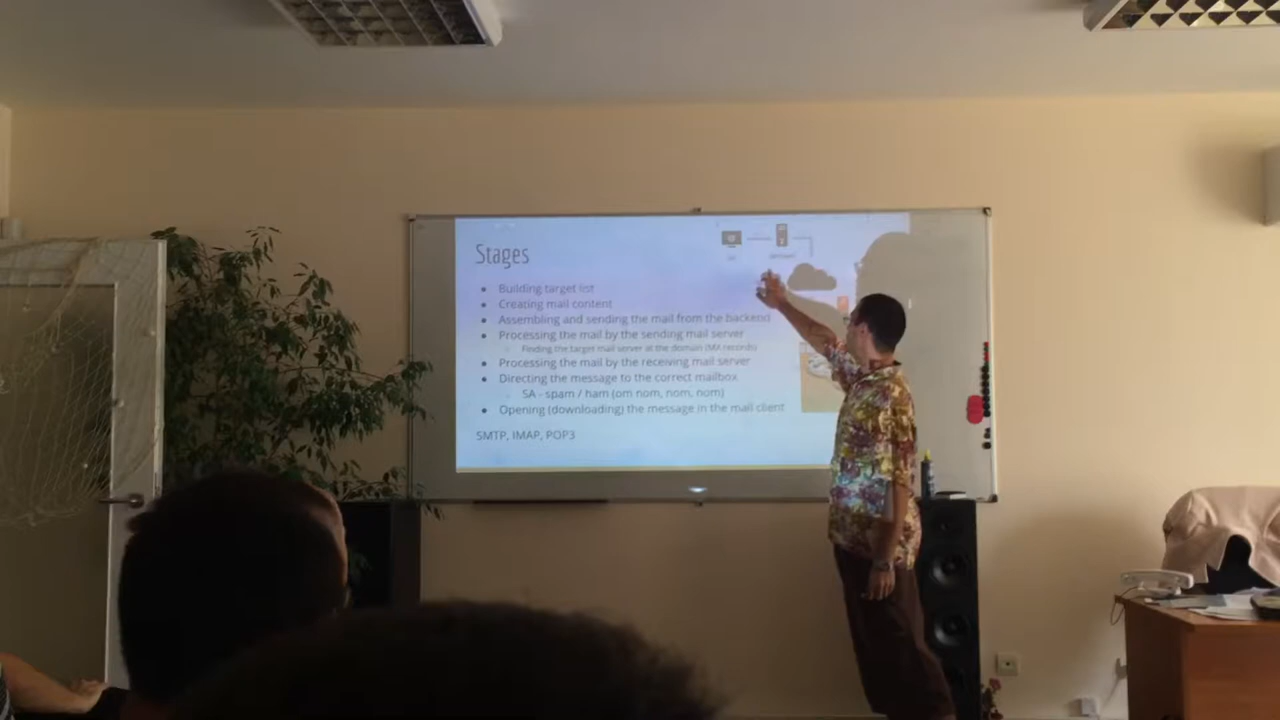 Stages
Building target list
Creating mail content
Assembling and sending the mail from the backend
Processing the mail by the sending mail server
Finding the target mail server at the domain (MX records)
Processing the mail by the receiving mail server
Directing the message to the correct mailbox
SA - spam / ham (om nom, nom, nom)
Opening (downloading) the message in the mail client
SMTP, IMAP, POP3